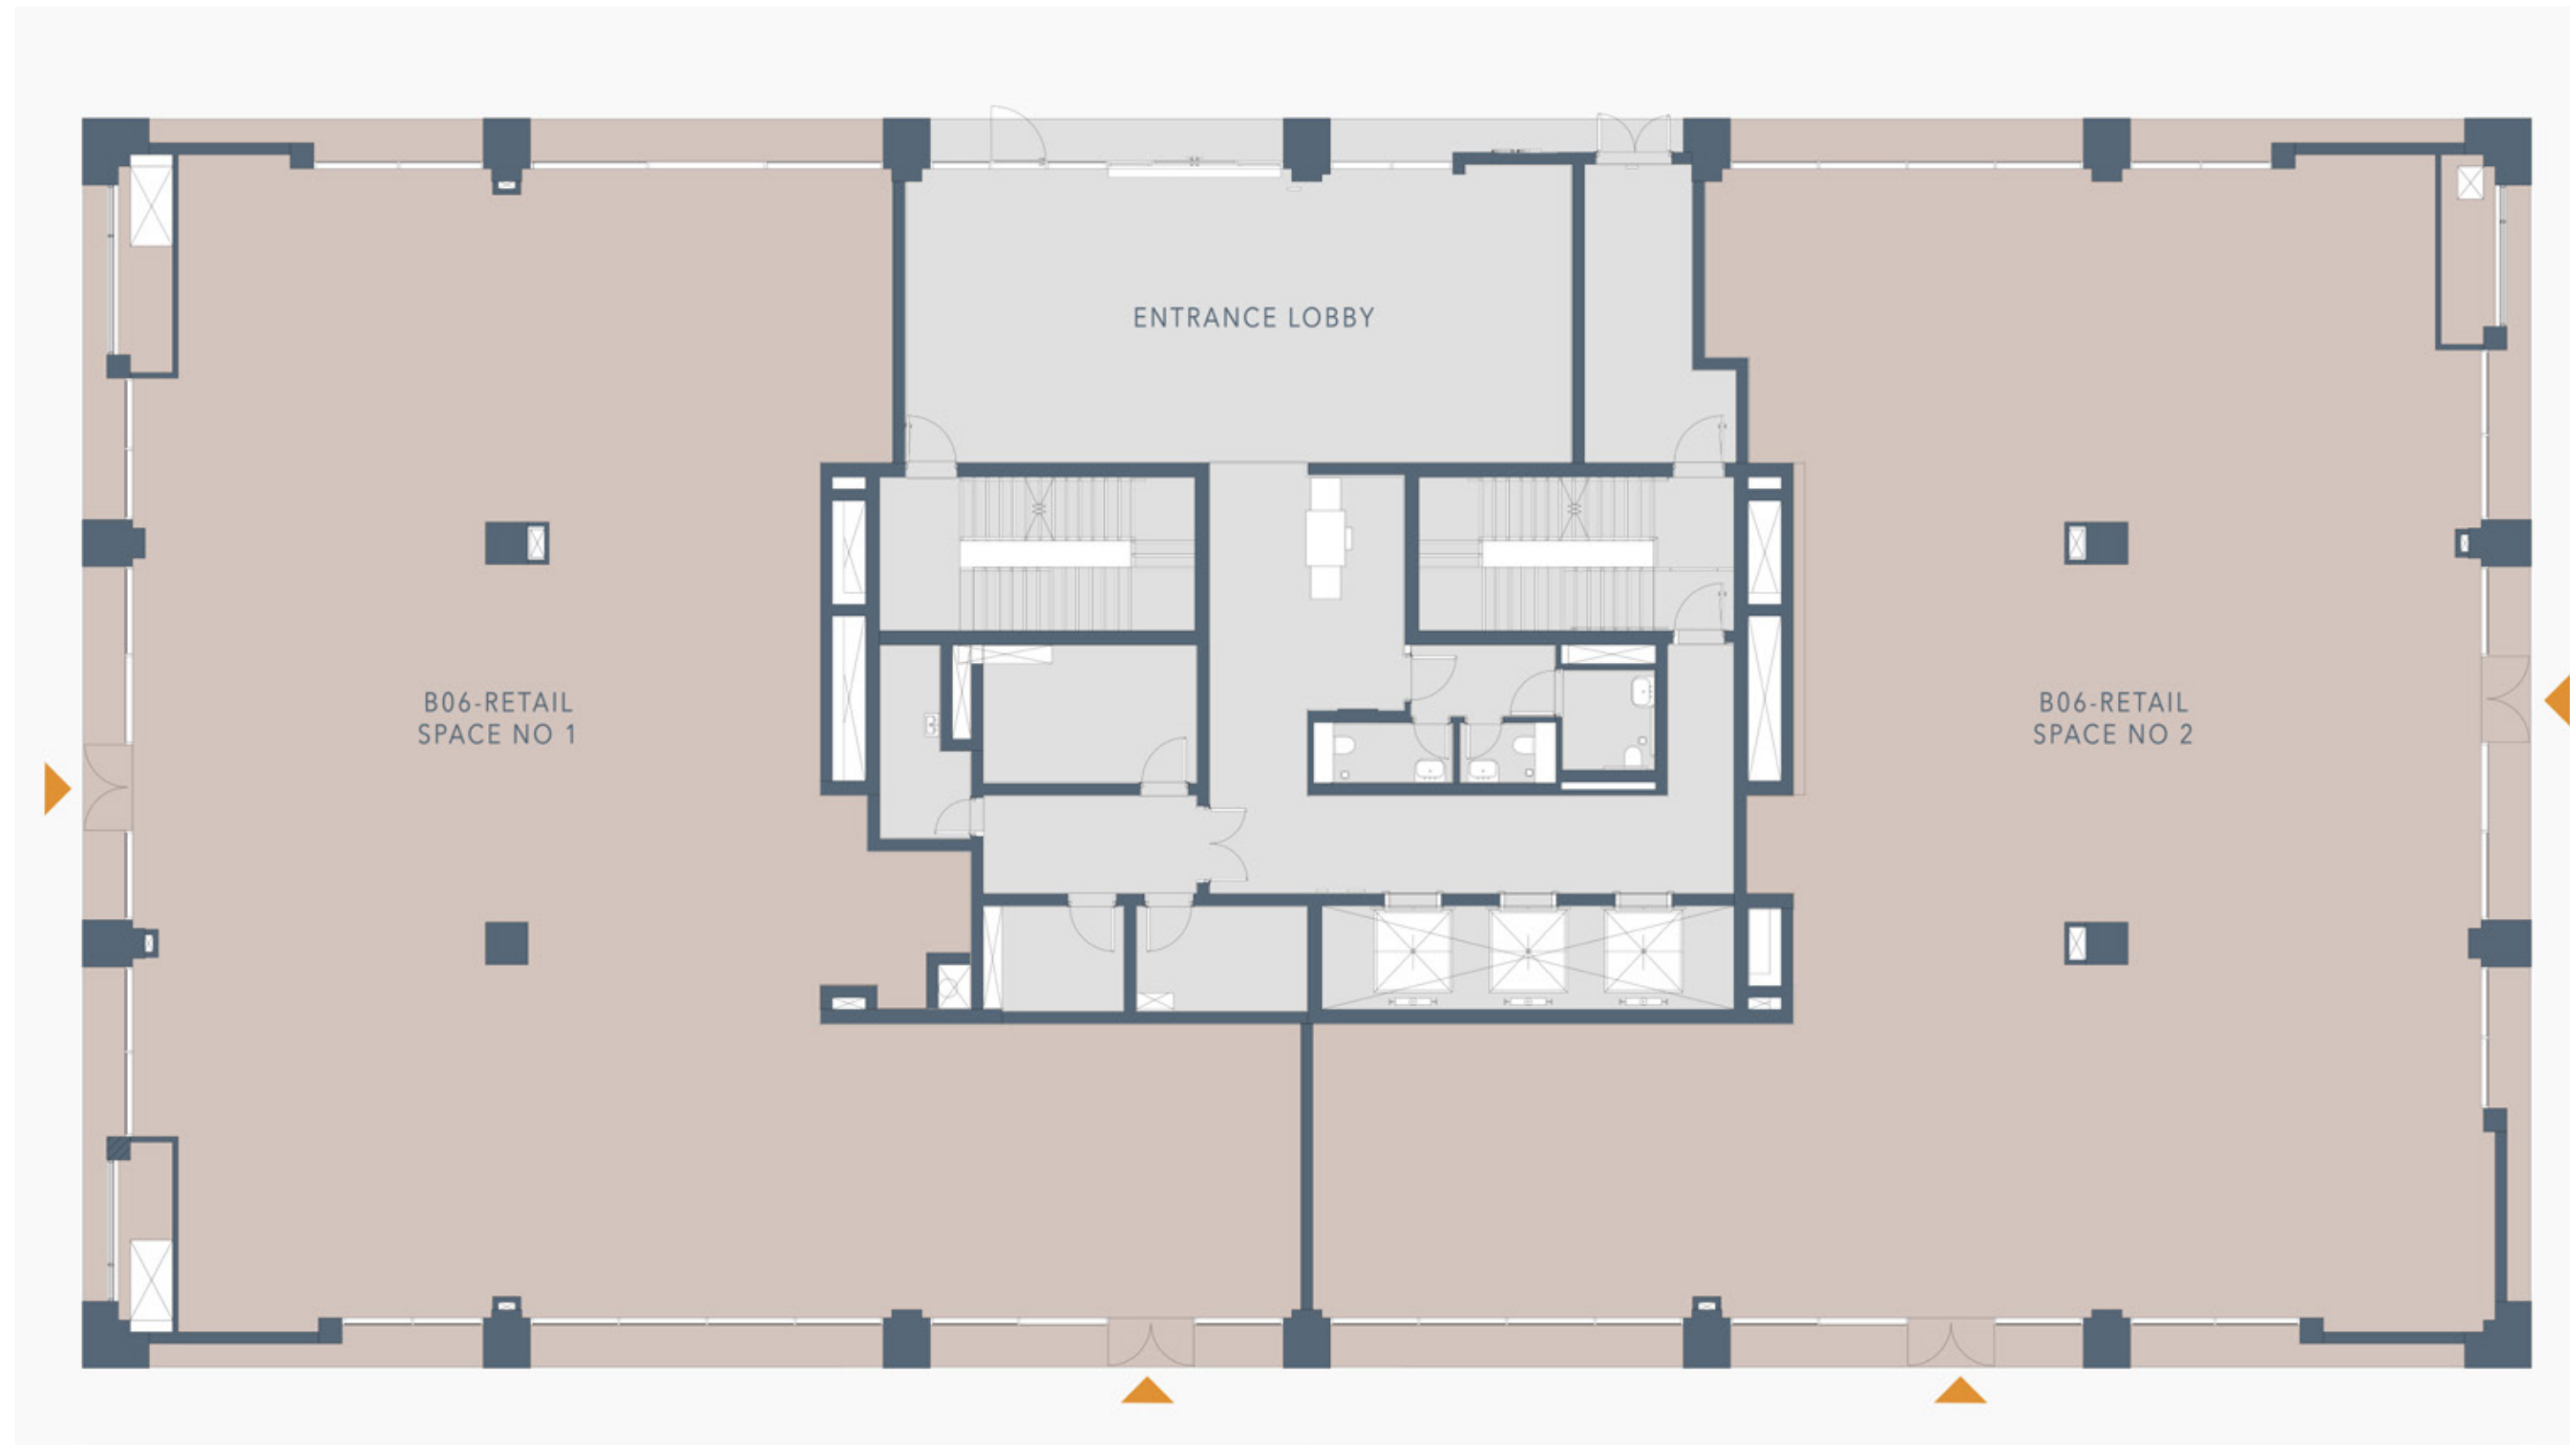 ENTRANCE LOBBY
B06-RETAIL
SPACE NO 1
B06-RETAIL
SPACE NO 2